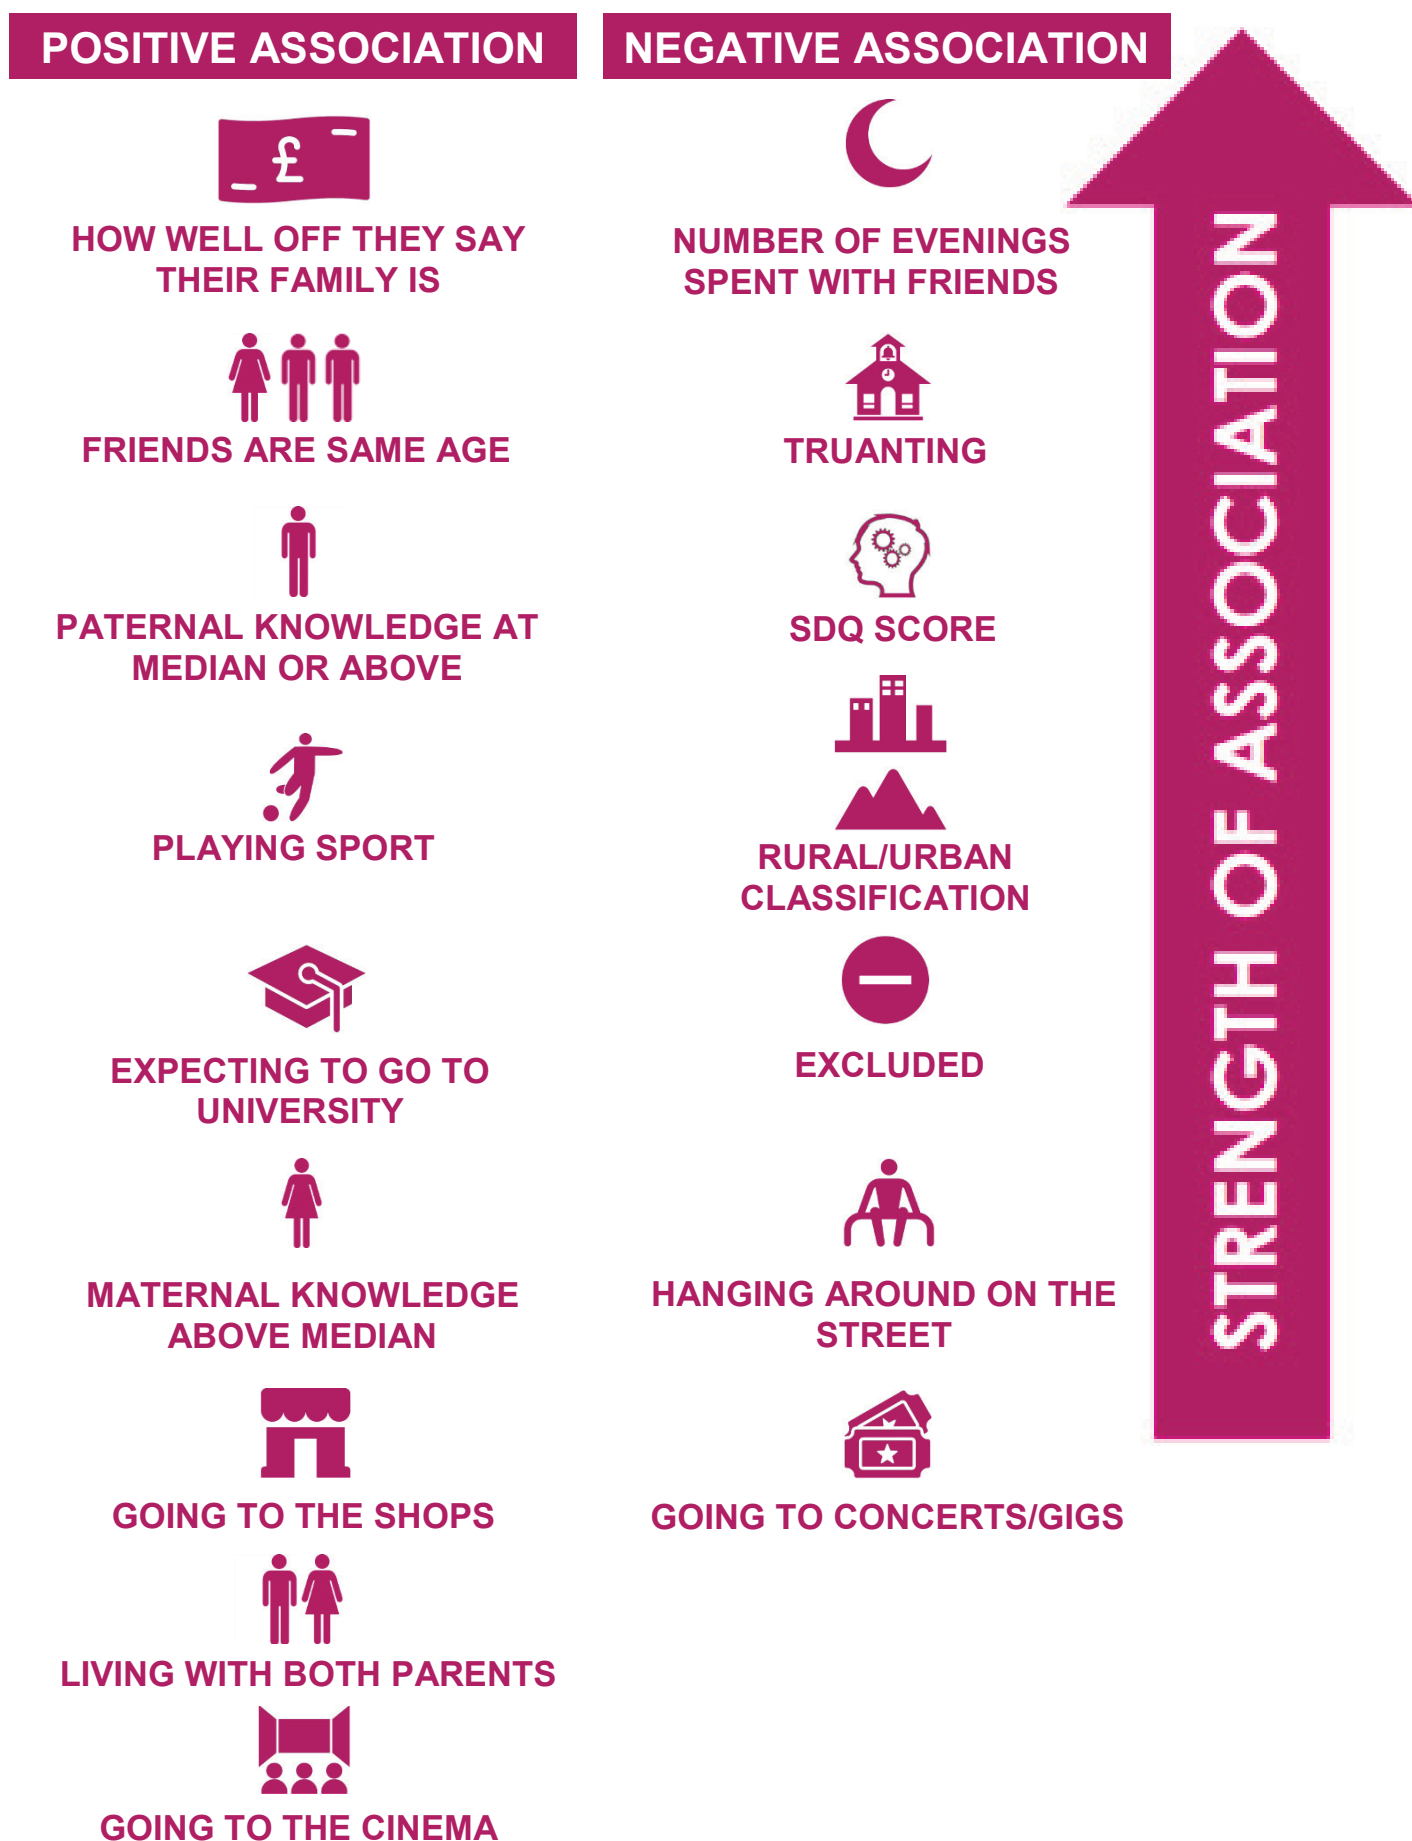 POSITIVE ASSOCIATION
£
HOW WELL OFF THEY SAY
THEIR FAMILY IS
FRIENDS ARE SAME AGE
PATERNAL KNOWLEDGE AT
MEDIAN OR ABOVE
PLAYING SPORT
EXPECTING TO GO TO
UNIVERSITY
MATERNAL KNOWLEDGE
ABOVE MEDIAN
GOING TO THE SHOPS
LIVING WITH BOTH PARENTS
GOING TO THE CINEMA
NEGATIVE ASSOCIATION
NUMBER OF EVENINGS
SPENT WITH FRIENDS
TRUANTING
SDQ SCORE
RURAL/URBAN
CLASSIFICATION
EXCLUDED
HANGING AROUND ON THE
STREET
GOING TO CONCERTS/GIGS
STRENGTH OF ASSOCIATION